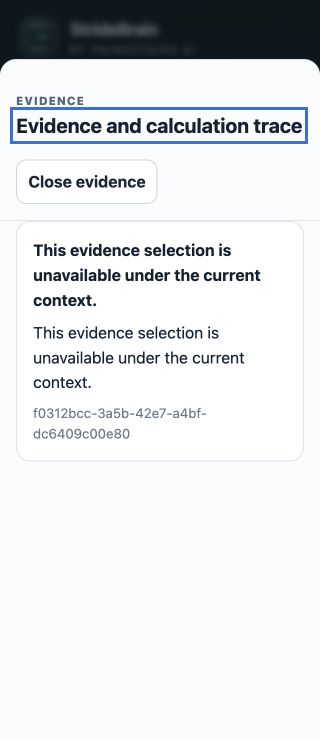 StrideBrain
EVIDENCE
Evidence and calculation trace
Close evidence
This evidence selection is
unavailable under the current
context.
This evidence selection is
unavailable under the current
context.
f0312bcc-3a5b-42e7-a4bf-
dc6409c00e80